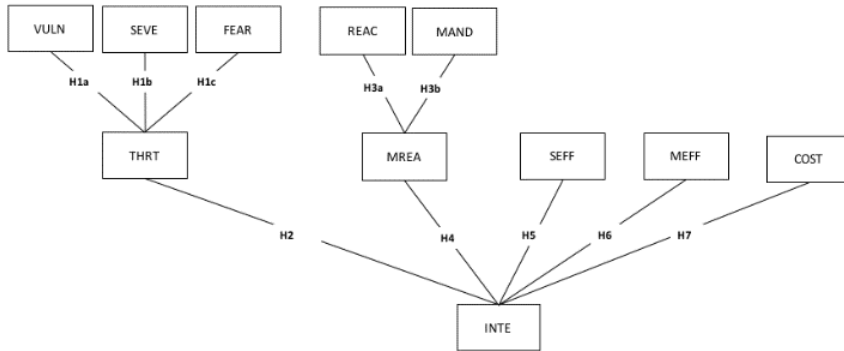 VULN SEVE FEAR REAC MAND
H1a H1b H1c H3a H3b
THRT MREA SEFF MEFF COST
H2 H4 H5 H6 H7
INTE